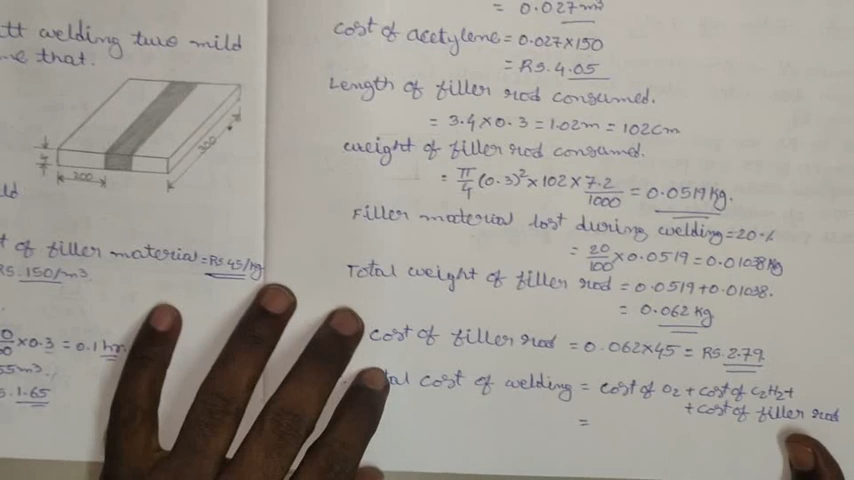 tt welding two mild
me that.
200
300
ld
t of filler material = Rs.45/kg
RS.150/m3.
×0.3 = 0.1 hr
55m3.
s.1.65
= 0.027m3
cost of acetylene = 0.027×150
= Rs.4.05
Length of filler rod consumed.
= 3.4×0.3 = 1.02m = 102cm
weight of filler rod consumed.
= π/4 (0.3)² × 102 × 7.2/1000 = 0.0519 kg.
Filler material lost during welding = 20%
= 20/100 × 0.0519 = 0.01038 kg
Total weight of filler rod = 0.0519 + 0.01038.
= 0.062 kg
cost of filler rod = 0.062×45 = Rs.2.79.
tal cost of welding = cost of O2 + cost of C2H2 +
+ cost of filler rod
=